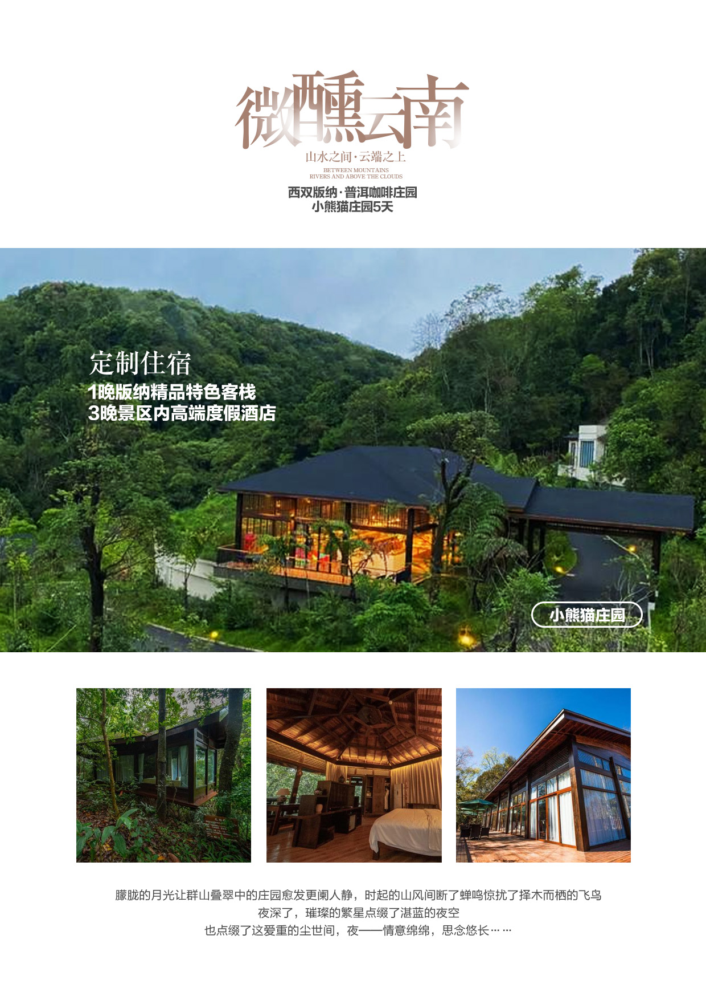 微醺云南
山水之间·云端之上
BETWEEN MOUNTAINS
RIVERS AND ABOVE THE CLOUDS
西双版纳·普洱咖啡庄园
小熊猫庄园5天
定制住宿
1晚版纳精品特色客栈
3晚景区内高端度假酒店
小熊猫庄园
朦胧的月光让群山叠翠中的庄园愈发更阑人静，时起的山风间断了蝉鸣惊扰了择木而栖的飞鸟
夜深了，璀璨的繁星点缀了湛蓝的夜空
也点缀了这爱重的尘世间，夜——情意绵绵，思念悠长⋯ ⋯